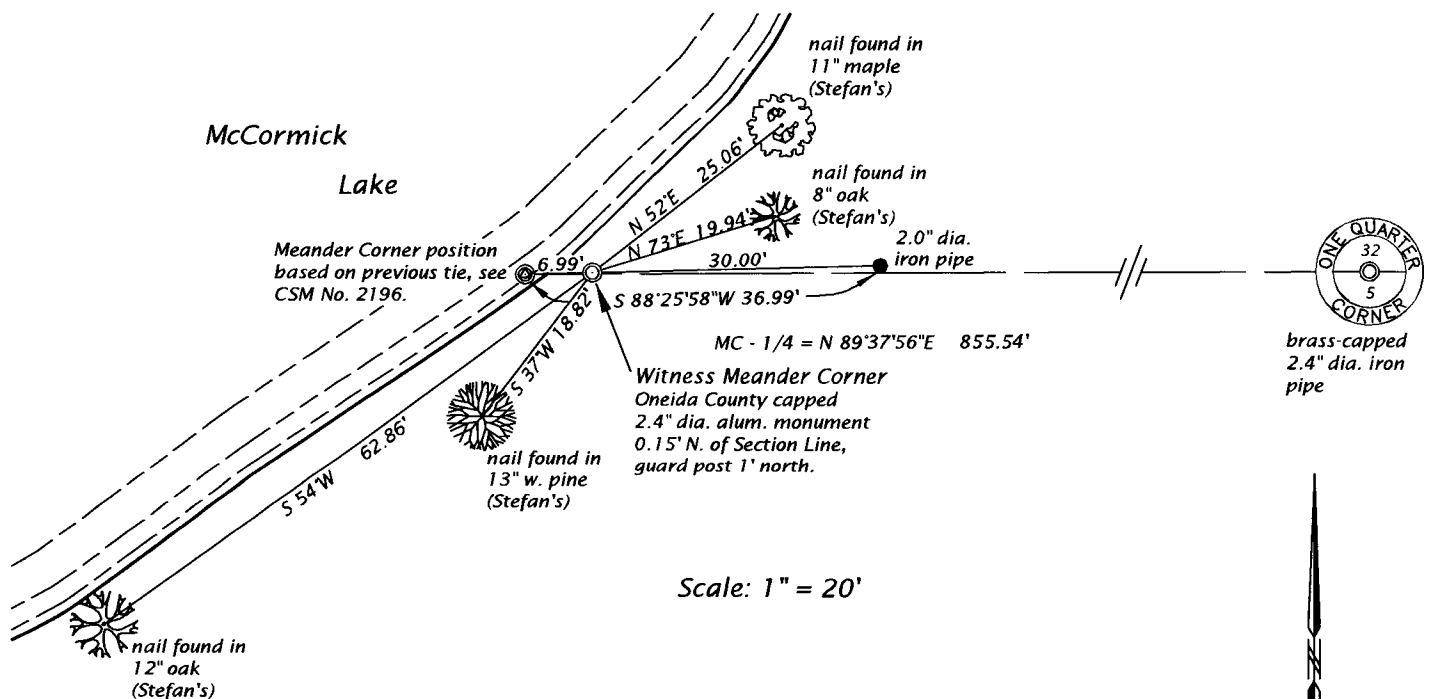 nail found in
11" maple
(Stefan's)
McCormick
Lake
N 52°E 25.06'
nail found in
8" oak
(Stefan's)
N 73°E 19.94'
2.0" dia.
iron pipe
Meander Corner position
based on previous tie, see
CSM No. 2196.
6.99'
30.00'
S 88°25'58"W 36.99'
ONE QUARTER
32
5
CORNER
brass-capped
2.4" dia. iron
pipe
MC - 1/4 = N 89°37'56"E 855.54'
S 37°W 18.82'
Witness Meander Corner
Oneida County capped
2.4" dia. alum. monument
0.15' N. of Section Line,
guard post 1' north.
nail found in
13" w. pine
(Stefan's)
S 54°W 62.86'
Scale: 1" = 20'
nail found in
12" oak
(Stefan's)
N